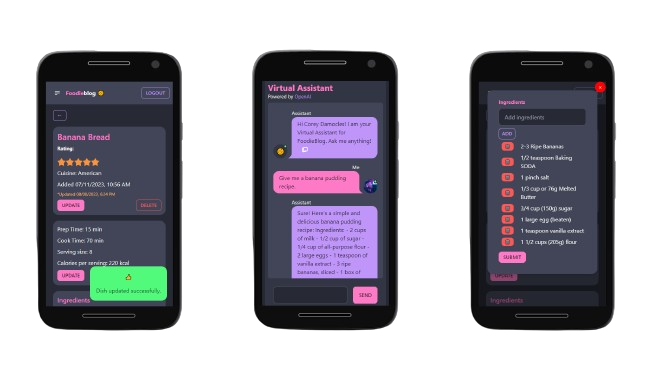 Foodieblog
LOGOUT
Banana Bread
Rating:
Cuisine: American
Added 07/11/2023, 10:56 AM
UPDATE
DELETE
Prep Time: 15 min
Cook Time: 70 min
Serving size: 8
Calories per serving: 220 kcal
UPDATE
Dish updated successfully.
Ingredients
Virtual Assistant
Powered by OpenAI
Assistant
Hi Corey Damocles! I am your
Virtual Assistant for
FoodieBlog. Ask me anything!
Me
Give me a banana pudding
recipe.
Assistant
Sure! Here's a simple and
delicious banana pudding
recipe: Ingredients - 2 cups
of milk - 1/2 cup of sugar -
1/4 cup of all-purpose flour -
2 large eggs - 1 teaspoon of
vanilla extract - 3 ripe
bananas, sliced - 1 box of
SEND
Ingredients
Add ingredients
ADD
2-3 Ripe Bananas
1/2 teaspoon Baking
SODA
1 pinch salt
1/3 cup or 76g Melted
Butter
3/4 cup (150g) sugar
1 large egg (beaten)
1 teaspoon vanilla extract
1 1/2 cups (205g) flour
SUBMIT
UPDATE
Ingredients